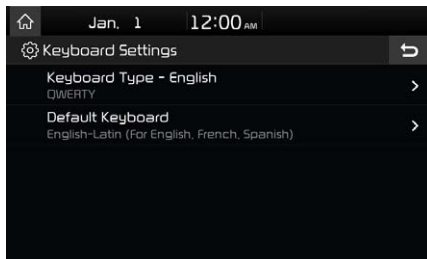 Jan. 1 12:00 AM
Keyboard Settings
Keyboard Type - English
QWERTY
Default Keyboard
English-Latin (For English, French, Spanish)